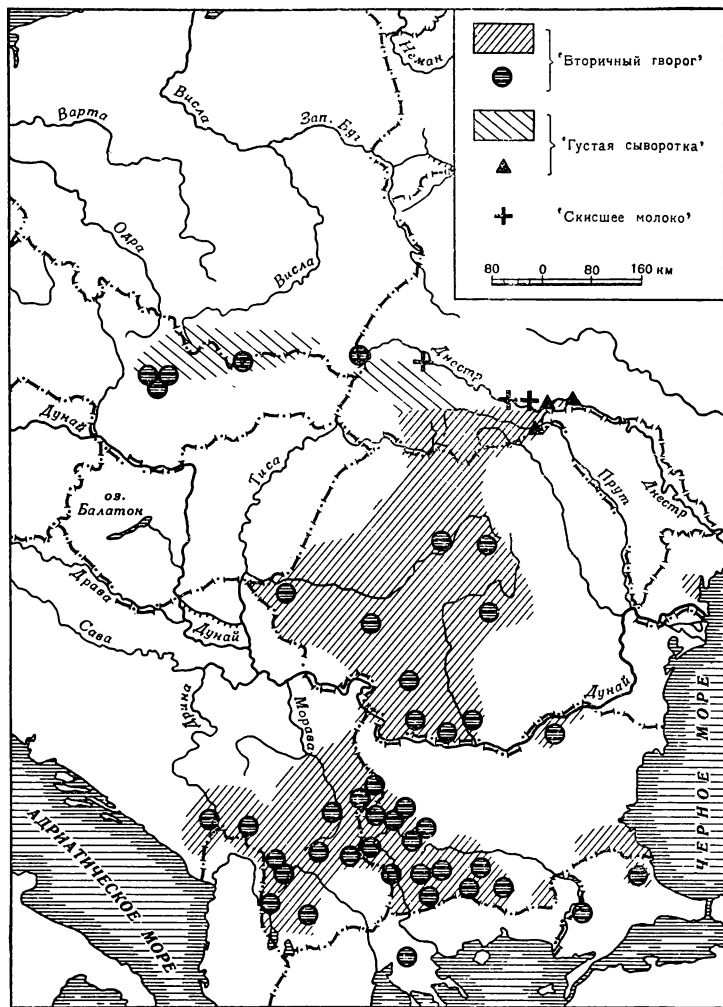 Неман
Варта
Висла
Зап. Буг
Одра
Висла
'Вторичный творог'
'Густая сыворотка'
'Скисшее молоко'
80 0 80 160 км
Днестр
Дунай
Тиса
оз.
Балатон
Прут
Днестр
Драва
Дунай
Сава
Дрина
Морава
Дунай
ЧЕРНОЕ МОРЕ
АДРИАТИЧЕСКОЕ МОРЕ